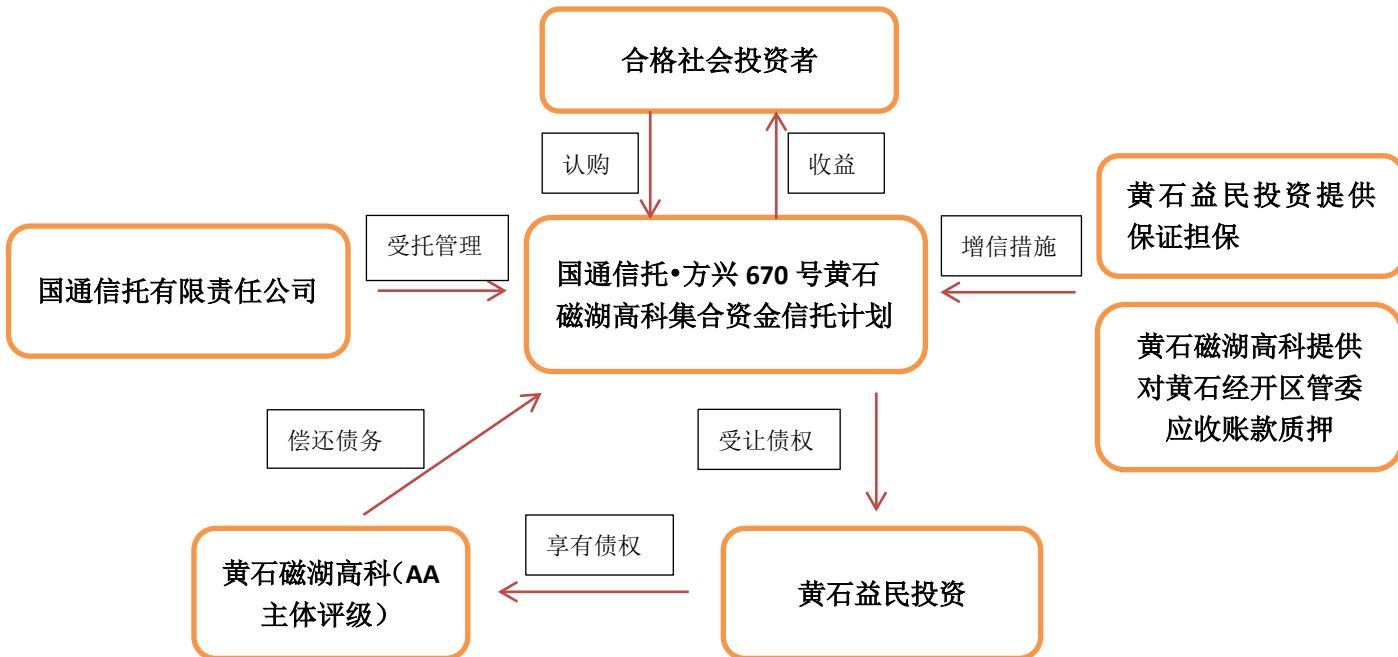 合格社会投资者
认购
收益
黄石益民投资提供
保证担保
受托管理
增信措施
国通信托有限责任公司
国通信托•方兴 670 号黄石
磁湖高科集合资金信托计划
黄石磁湖高科提供
对黄石经开区管委
应收账款质押
偿还债务
受让债权
享有债权
黄石磁湖高科（AA
主体评级）
黄石益民投资